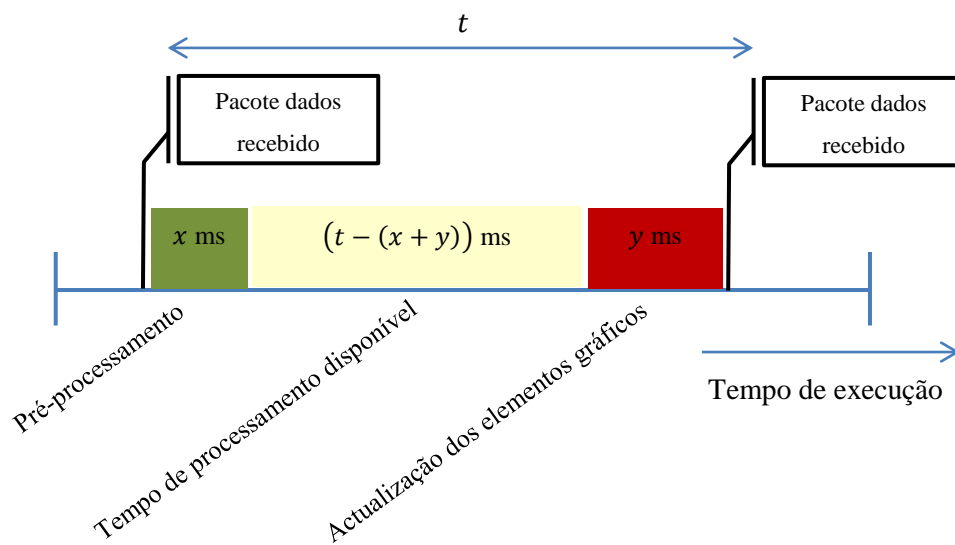 t
Pacote dados
recebido
Pacote dados
recebido
x ms
(t − (x + y)) ms
y ms
Pré-processamento
Tempo de processamento disponível
Actualização dos elementos gráficos
Tempo de execução